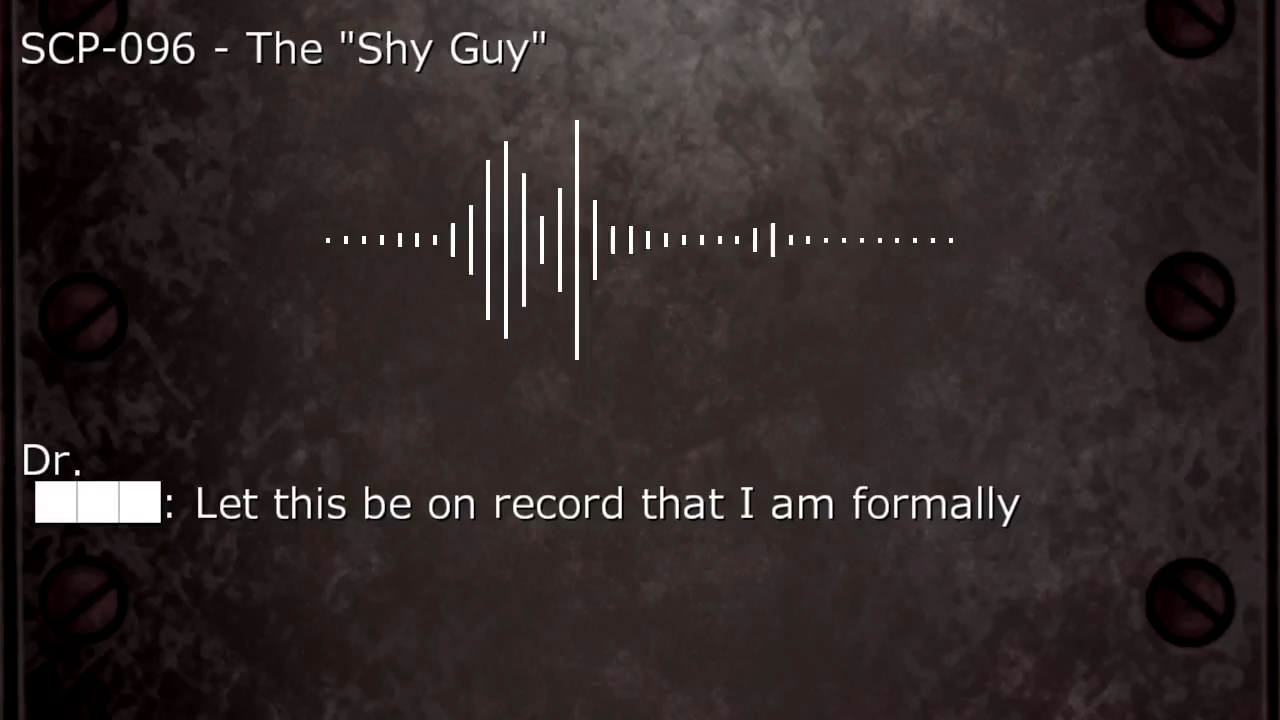 SCP-096 - The "Shy Guy"
Dr.
███: Let this be on record that I am formally